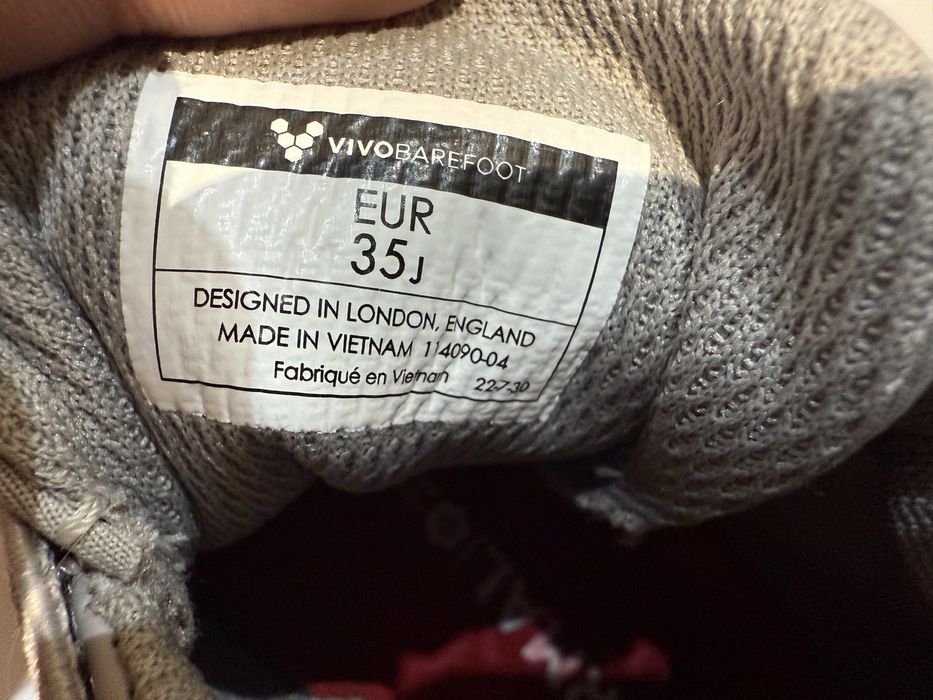 VIVOBAREFOOT
EUR
35J
DESIGNED IN LONDON, ENGLAND
MADE IN VIETNAM 114090-04
Fabriqué en Vietnam 22-7-30